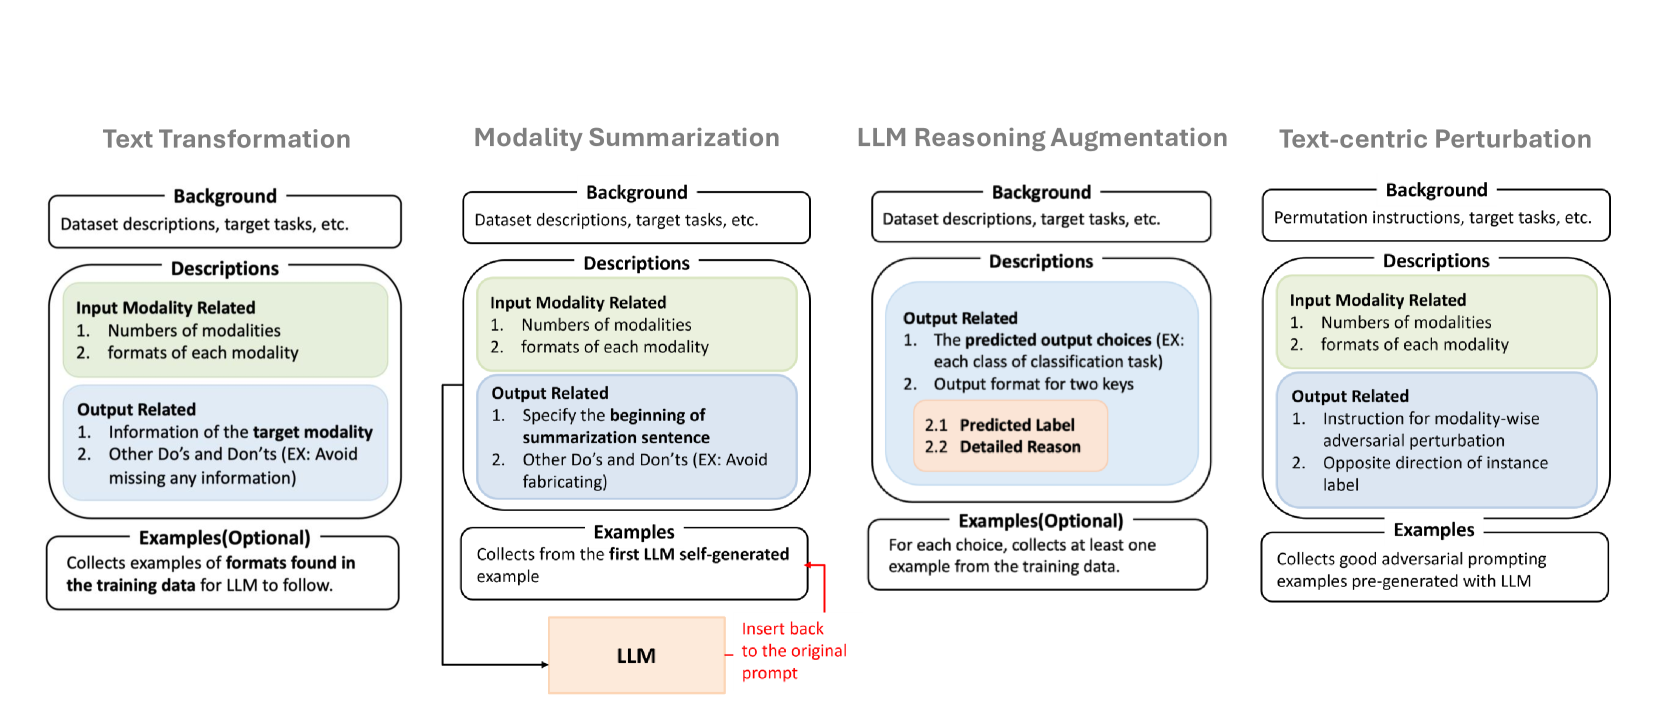 Text Transformation
Background
Dataset descriptions, target tasks, etc.
Descriptions
Input Modality Related
1. Numbers of modalities
2. formats of each modality
Output Related
1. Information of the target modality
2. Other Do's and Don'ts (EX: Avoid
missing any information)
Examples(Optional)
Collects examples of formats found in
the training data for LLM to follow.
Modality Summarization
Background
Dataset descriptions, target tasks, etc.
Descriptions
Input Modality Related
1. Numbers of modalities
2. formats of each modality
Output Related
1. Specify the beginning of
summarization sentence
2. Other Do's and Don'ts (EX: Avoid
fabricating)
Examples
Collects from the first LLM self-generated
example
LLM
Insert back
to the original
prompt
LLM Reasoning Augmentation
Background
Dataset descriptions, target tasks, etc.
Descriptions
Output Related
1. The predicted output choices (EX:
each class of classification task)
2. Output format for two keys
2.1 Predicted Label
2.2 Detailed Reason
Examples(Optional)
For each choice, collects at least one
example from the training data.
Text-centric Perturbation
Background
Permutation instructions, target tasks, etc.
Descriptions
Input Modality Related
1. Numbers of modalities
2. formats of each modality
Output Related
1. Instruction for modality-wise
adversarial perturbation
2. Opposite direction of instance
label
Examples
Collects good adversarial prompting
examples pre-generated with LLM